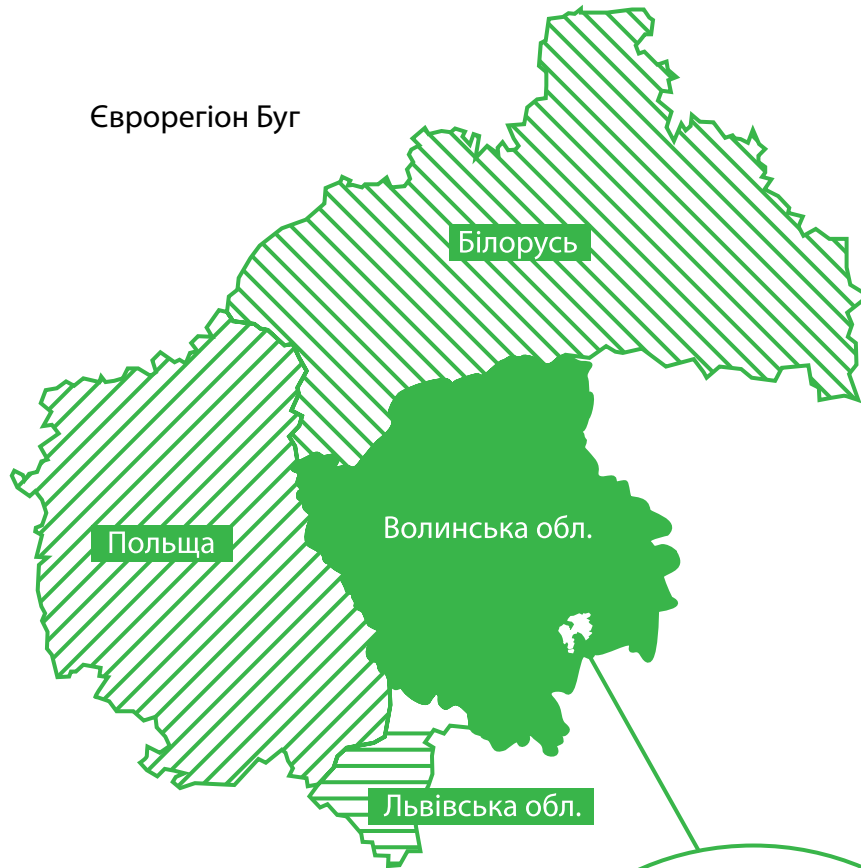 Єврорегіон Буг
Білорусь
Польща
Волинська обл.
Львівська обл.